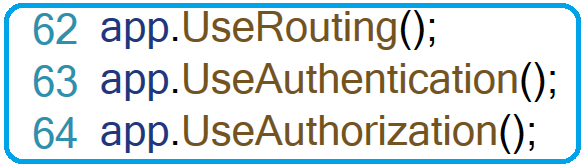 62 app.UseRouting();
63 app.UseAuthentication();
64 app.UseAuthorization();